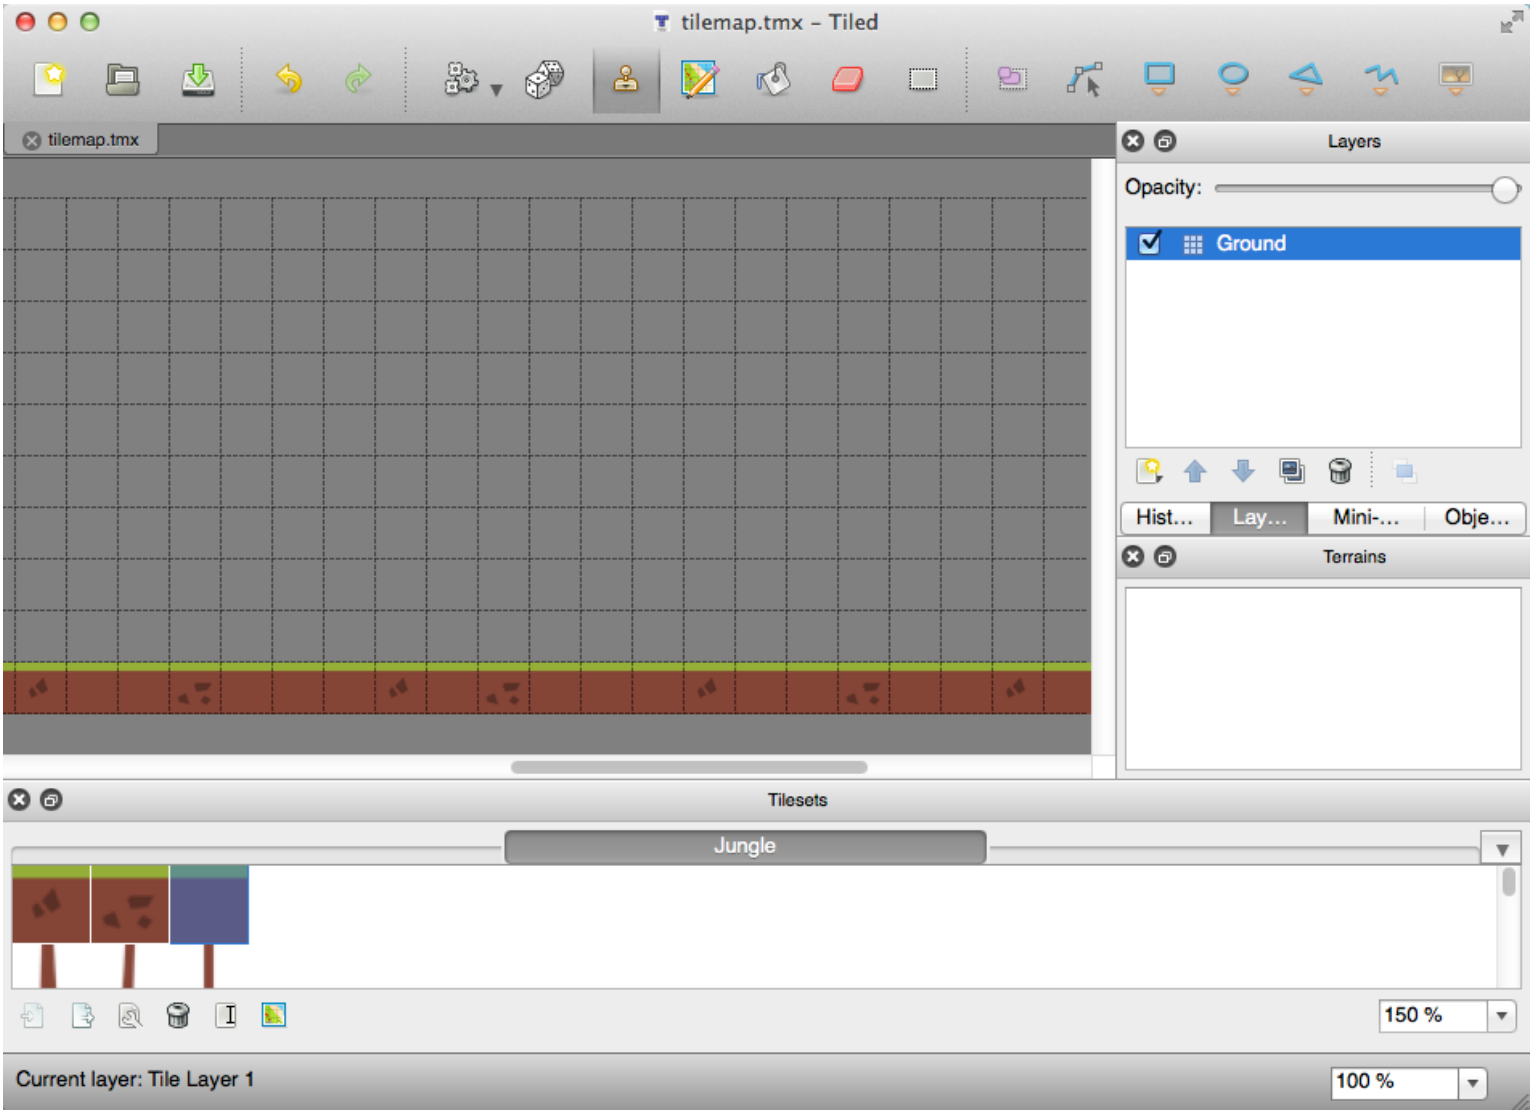 tilemap.tmx – Tiled
tilemap.tmx
Layers
Opacity:
Ground
Hist... Lay... Mini-... Obje...
Terrains
Tilesets
Jungle
150 %
Current layer: Tile Layer 1
100 %